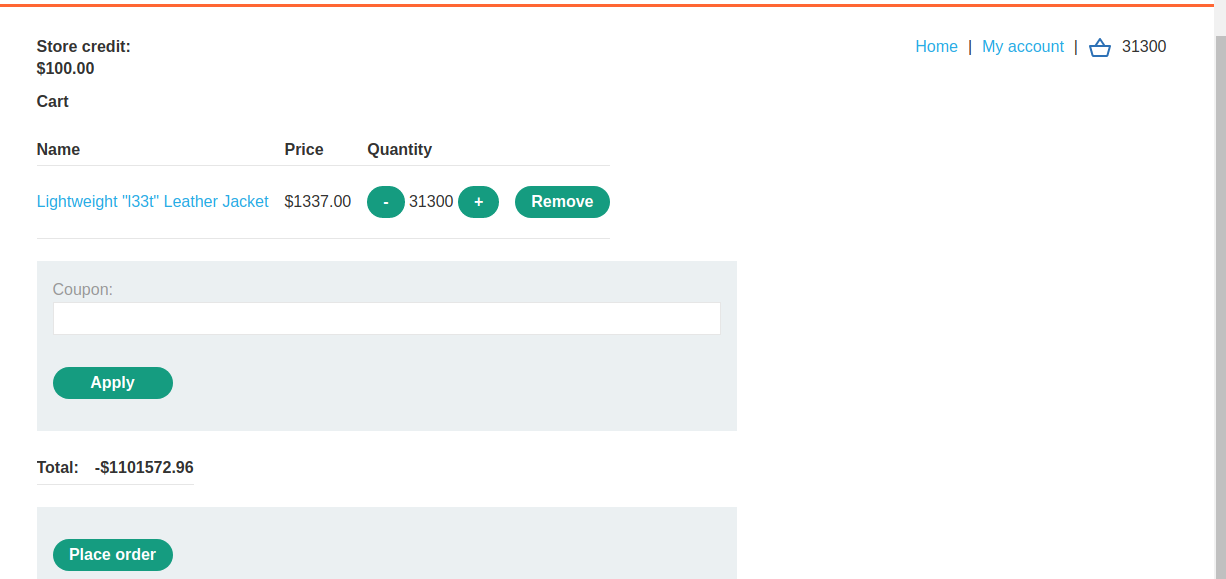 Store credit:
$100.00
Home | My account | 31300
Cart
Name Price Quantity
Lightweight "l33t" Leather Jacket $1337.00 - 31300 + Remove
Coupon:
Apply
Total: -$1101572.96
Place order